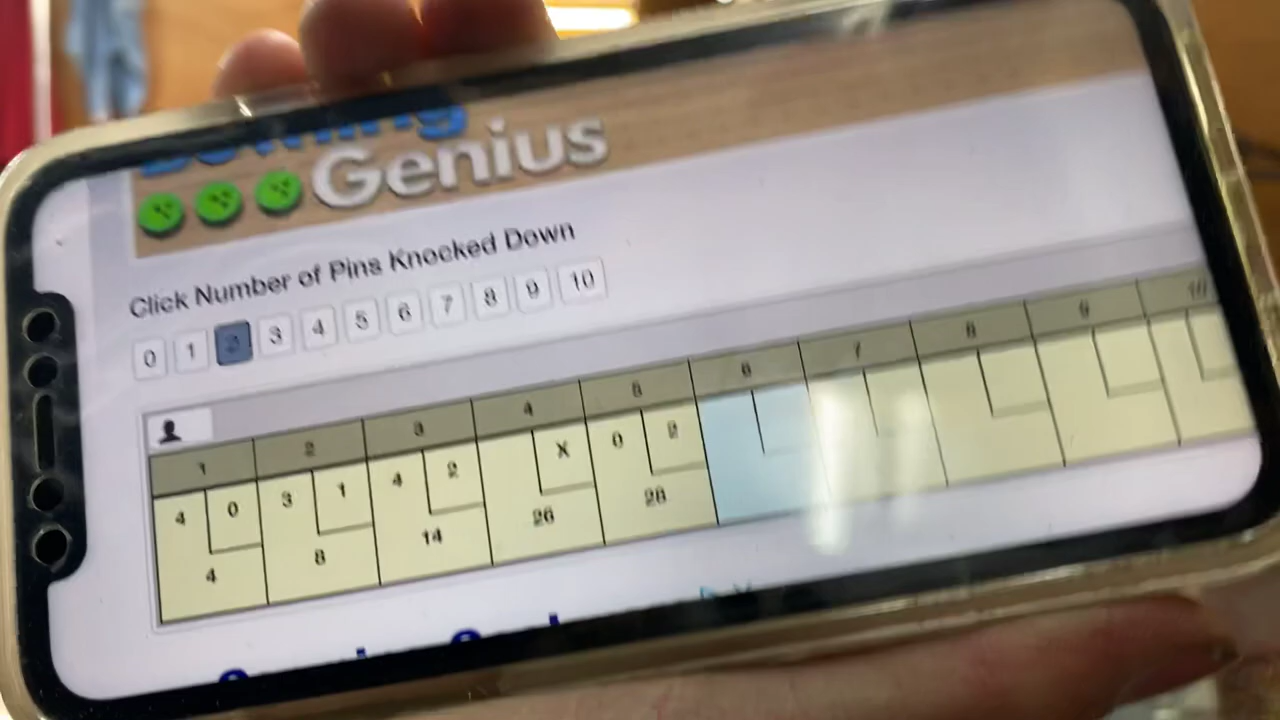 Bowling
Genius
Click Number of Pins Knocked Down
0 1 2 3 4 5 6 7 8 9 10
1 2 3 4 5 6 7 8 9 10
4 0 3 1 4 2 X 0 2
4 8 14 26 28